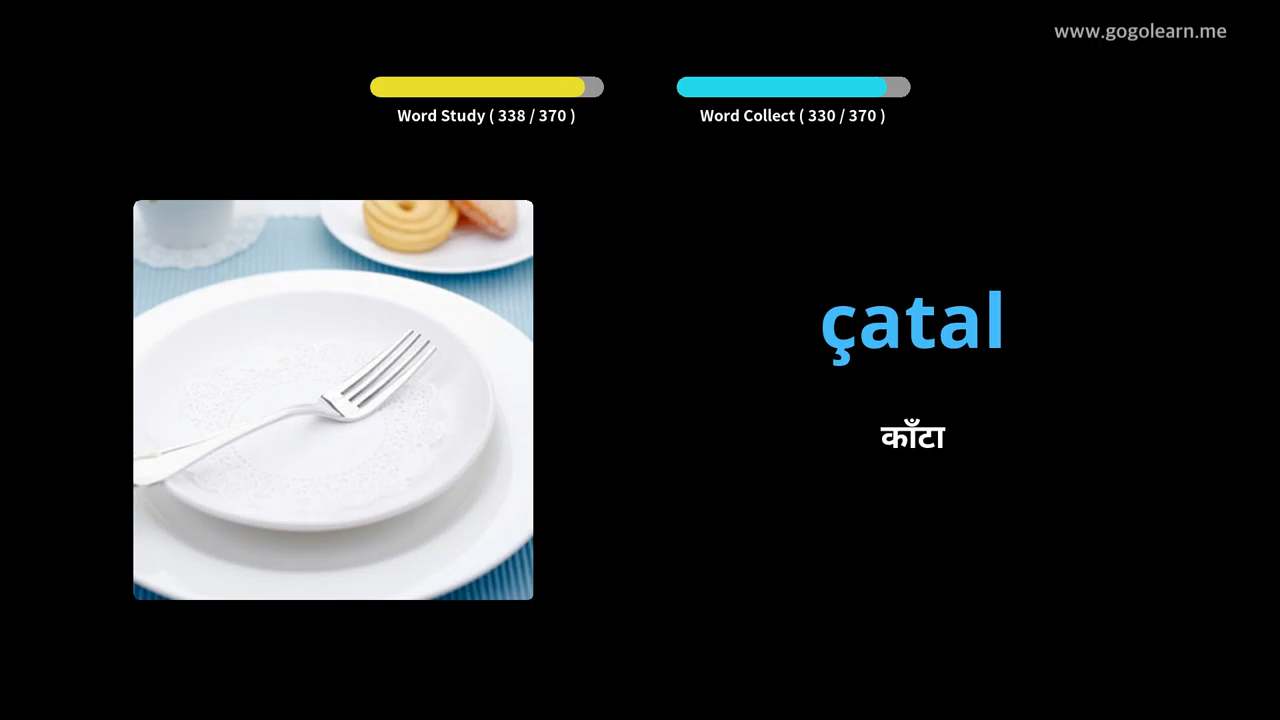 www.gogolearn.me
Word Study ( 338 / 370 )
Word Collect ( 330 / 370 )
çatal
काँटा